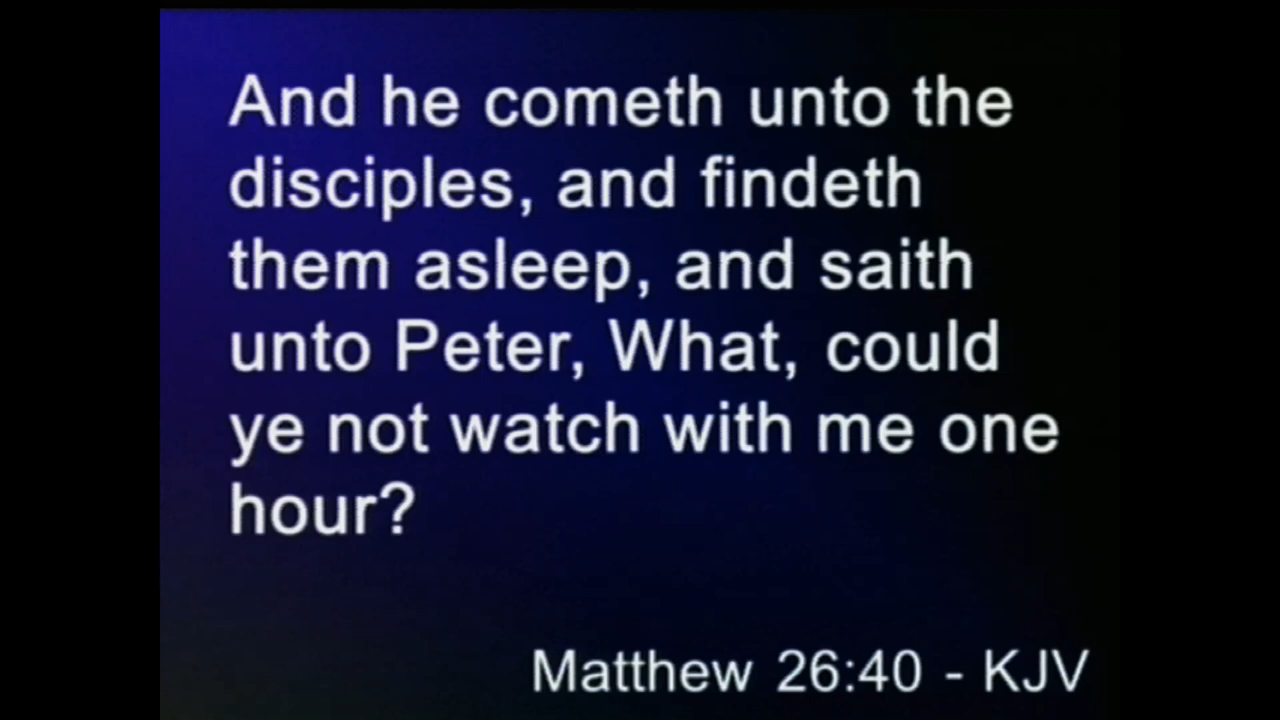 And he cometh unto the
disciples, and findeth
them asleep, and saith
unto Peter, What, could
ye not watch with me one
hour?
Matthew 26:40 - KJV